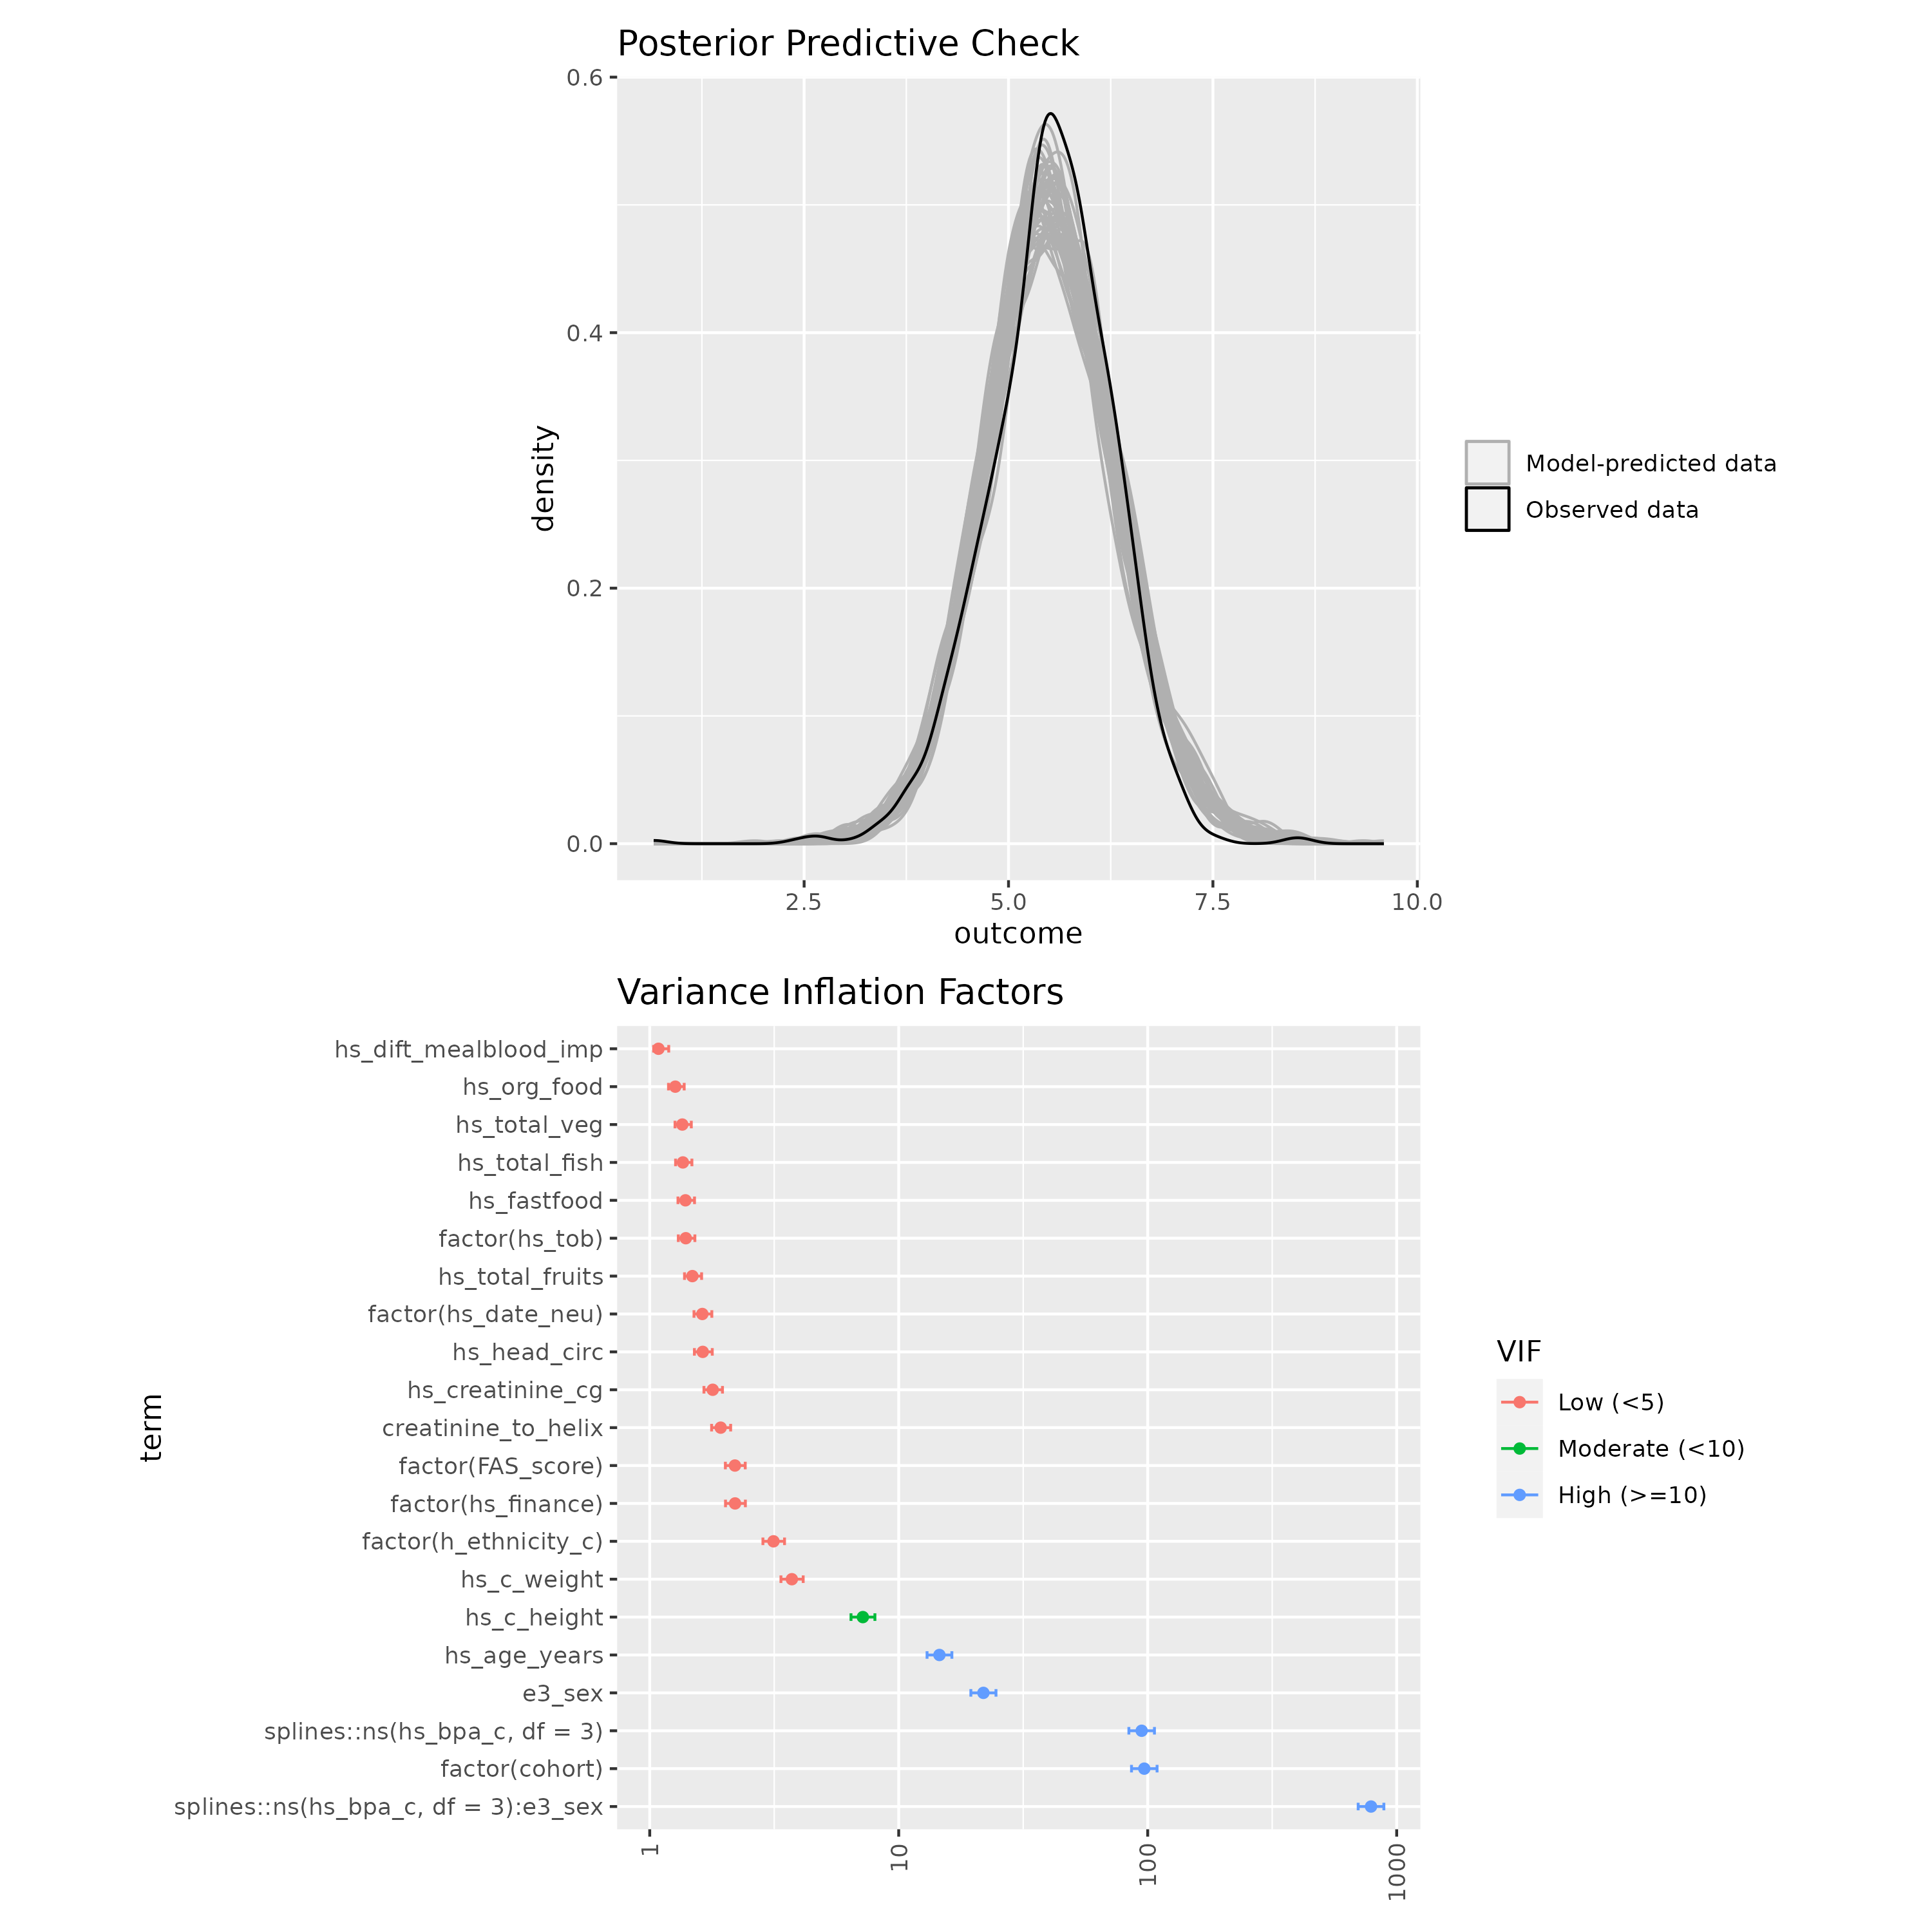 Posterior Predictive Check
0.6
0.4
0.2
0.0
density
2.5
5.0
7.5
10.0
outcome
Model-predicted data
Observed data
Variance Inflation Factors
hs_dift_mealblood_imp
hs_org_food
hs_total_veg
hs_total_fish
hs_fastfood
factor(hs_tob)
hs_total_fruits
factor(hs_date_neu)
hs_head_circ
hs_creatinine_cg
creatinine_to_helix
factor(FAS_score)
factor(hs_finance)
factor(h_ethnicity_c)
hs_c_weight
hs_c_height
hs_age_years
e3_sex
splines::ns(hs_bpa_c, df = 3)
factor(cohort)
splines::ns(hs_bpa_c, df = 3):e3_sex
term
1
10
100
1000
VIF
Low (<5)
Moderate (<10)
High (>=10)